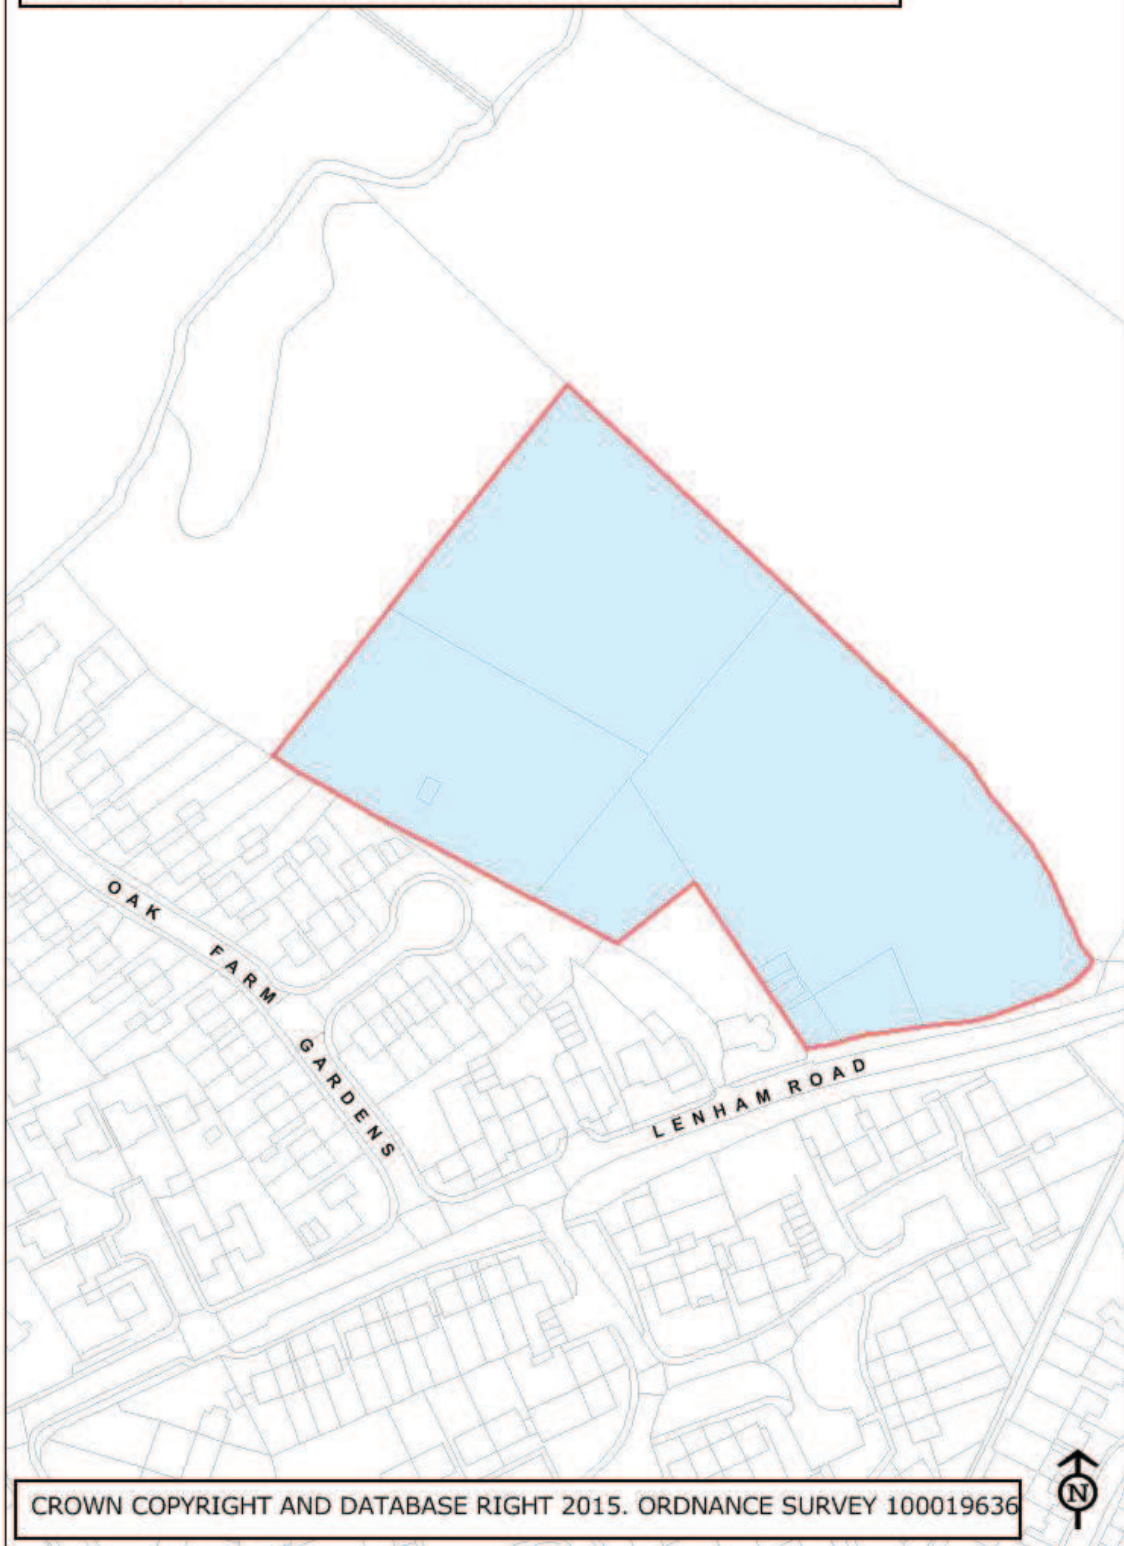 OAK FARM GARDENS
LENHAM ROAD
CROWN COPYRIGHT AND DATABASE RIGHT 2015. ORDNANCE SURVEY 100019636
N